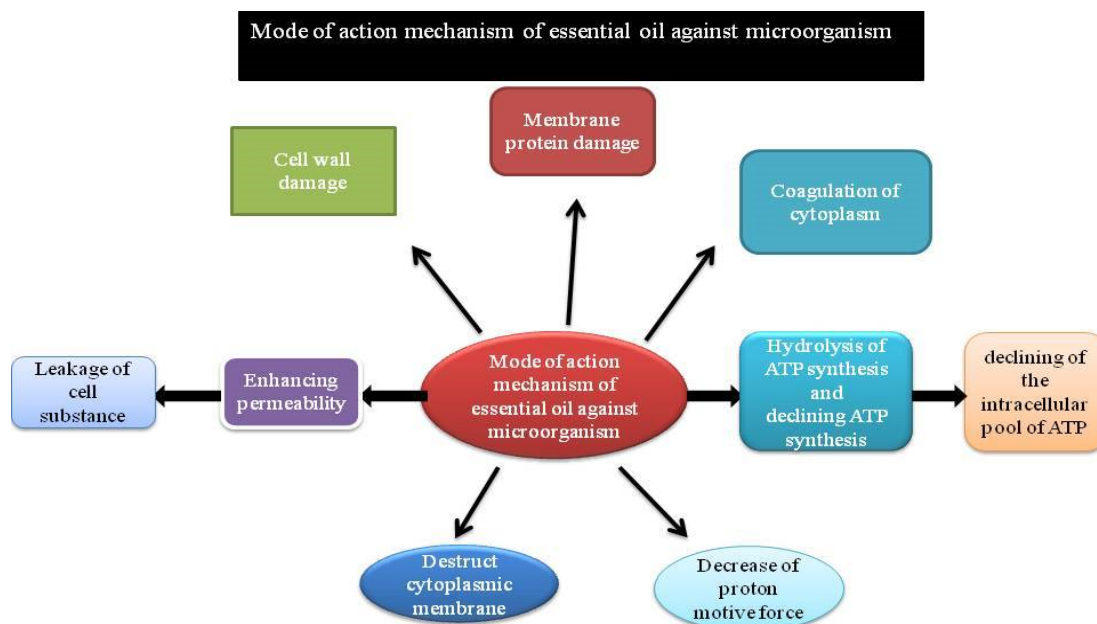 Mode of action mechanism of essential oil against microorganism
Membrane
protein damage
Cell wall
damage
Coagulation of
cytoplasm
Leakage of
cell
substance
Enhancing
permeability
Mode of action
mechanism of
essential oil against
microorganism
Hydrolysis of
ATP synthesis
and
declining ATP
synthesis
declining of
the
intracellular
pool of ATP
Destruct
cytoplasmic
membrane
Decrease of
proton
motive force